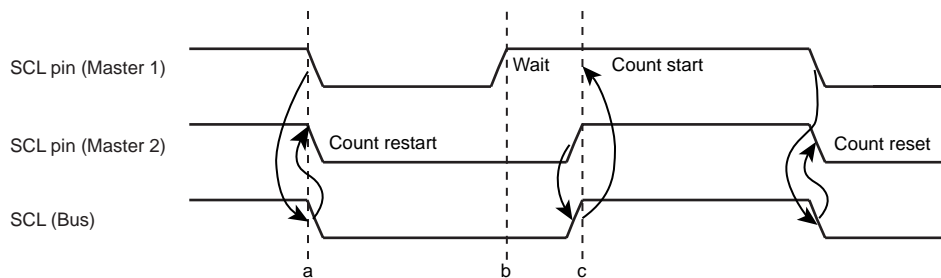 SCL pin (Master 1)
Wait
Count start
SCL pin (Master 2)
Count restart
Count reset
SCL (Bus)
a
b
c